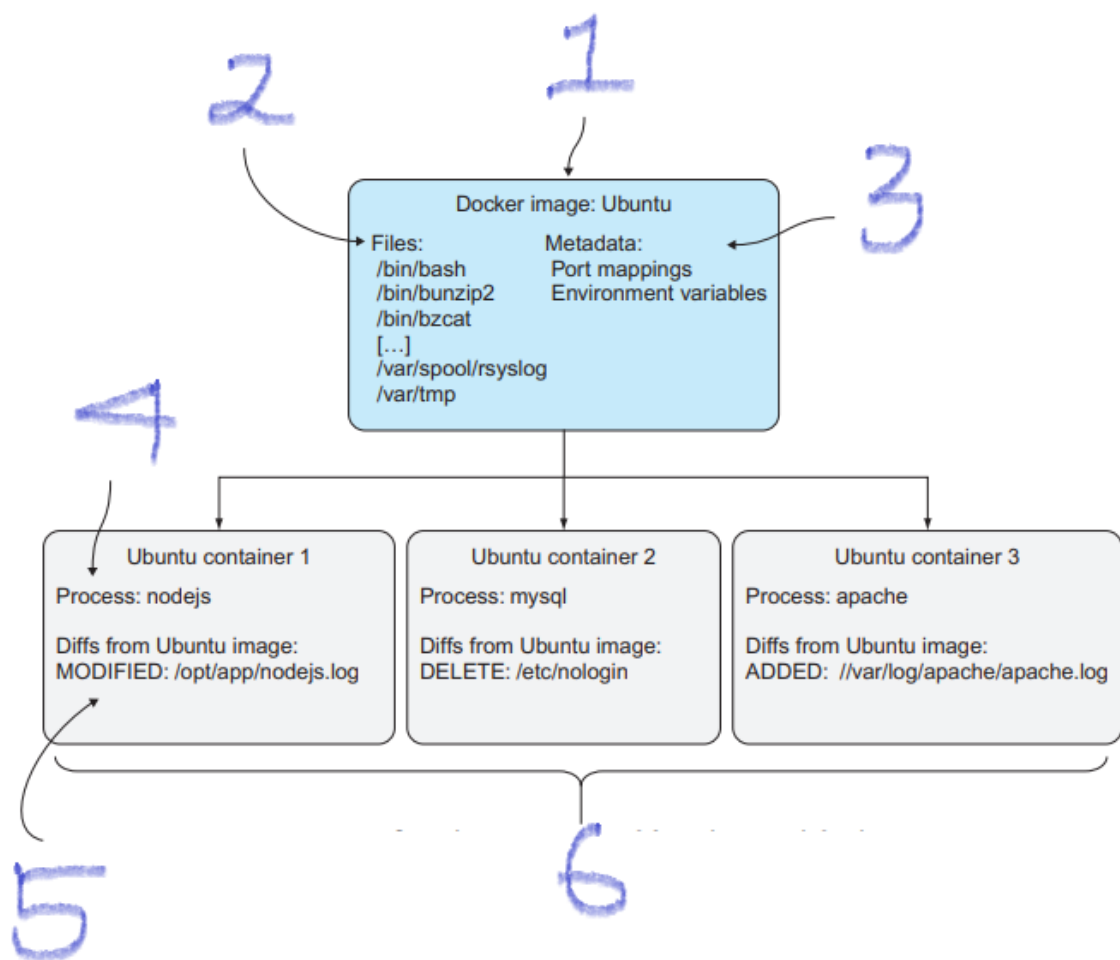 1
2
3
Docker image: Ubuntu
Files:
/bin/bash
/bin/bunzip2
/bin/bzcat
[...]
/var/spool/rsyslog
/var/tmp
Metadata:
Port mappings
Environment variables
4
Ubuntu container 1
Process: nodejs
Diffs from Ubuntu image:
MODIFIED: /opt/app/nodejs.log
Ubuntu container 2
Process: mysql
Diffs from Ubuntu image:
DELETE: /etc/nologin
Ubuntu container 3
Process: apache
Diffs from Ubuntu image:
ADDED: //var/log/apache/apache.log
5
6